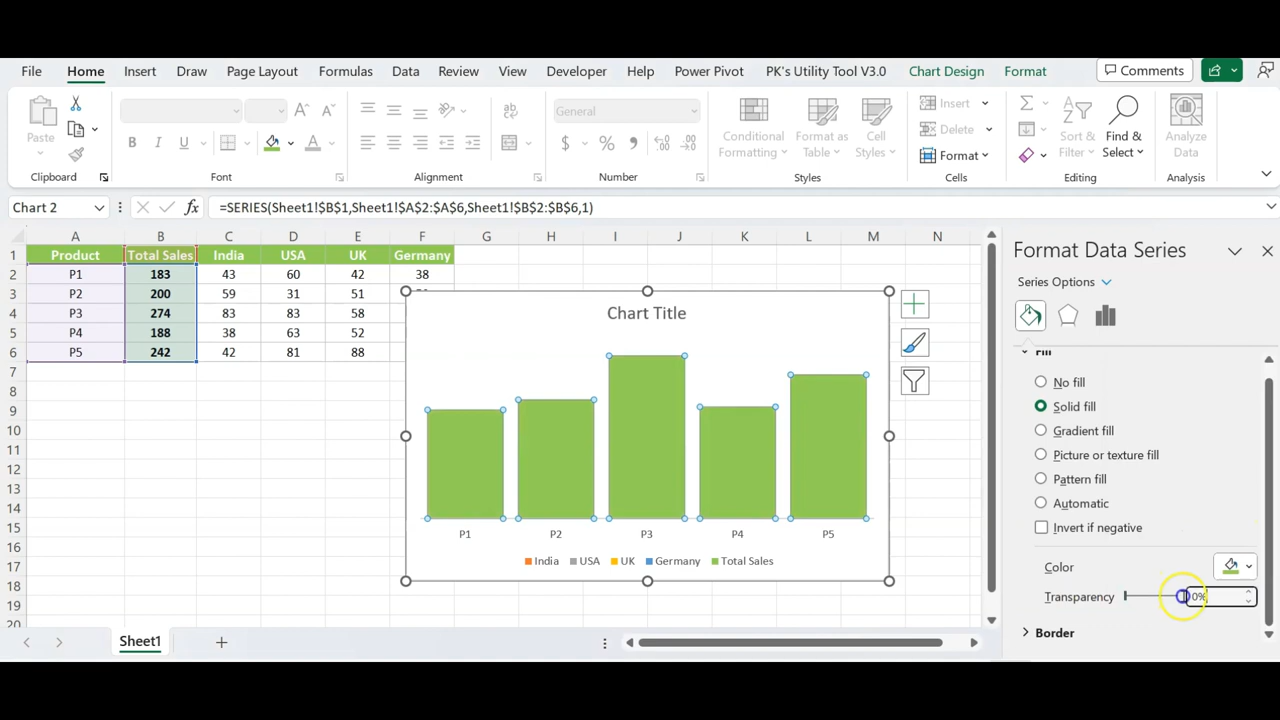 File Home Insert Draw Page Layout Formulas Data Review View Developer Help Power Pivot PK's Utility Tool V3.0 Chart Design Format Comments
Paste
B I U A
General
$ % 9
Conditional Formatting
Format as Table
Cell Styles
Insert
Delete
Format
Sort & Filter
Find & Select
Analyze Data
Clipboard Font Alignment Number Styles Cells Editing Analysis
Chart 2 fx =SERIES(Sheet1!$B$1,Sheet1!$A$2:$A$6,Sheet1!$B$2:$B$6,1)
A B C D E F G H I J K L M N
1 Product Total Sales India USA UK Germany
2 P1 183 43 60 42 38
3 P2 200 59 31 51
4 P3 274 83 83 58
5 P4 188 38 63 52
6 P5 242 42 81 88
7
8
9
10
11
12
13
14
15
16
17
18
19
20
Chart Title
P1 P2 P3 P4 P5
India USA UK Germany Total Sales
Sheet1
Format Data Series
Series Options
Fill
No fill
Solid fill
Gradient fill
Picture or texture fill
Pattern fill
Automatic
Invert if negative
Color
Transparency
Border